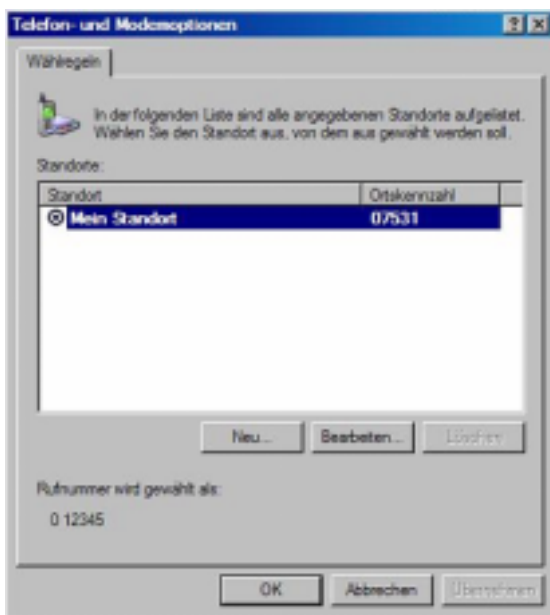 Telefon- und Modemoptionen
Wählregeln
In der folgenden Liste sind alle angegebenen Standorte aufgelistet.
Wählen Sie den Standort aus, von dem aus gewählt werden soll.
Standorte:
Standort Ortskennzahl
Mein Standort 07531
Neu... Bearbeiten... Löschen
Rufnummer wird gewählt als:
0 12345
OK Abbrechen Übernehmen